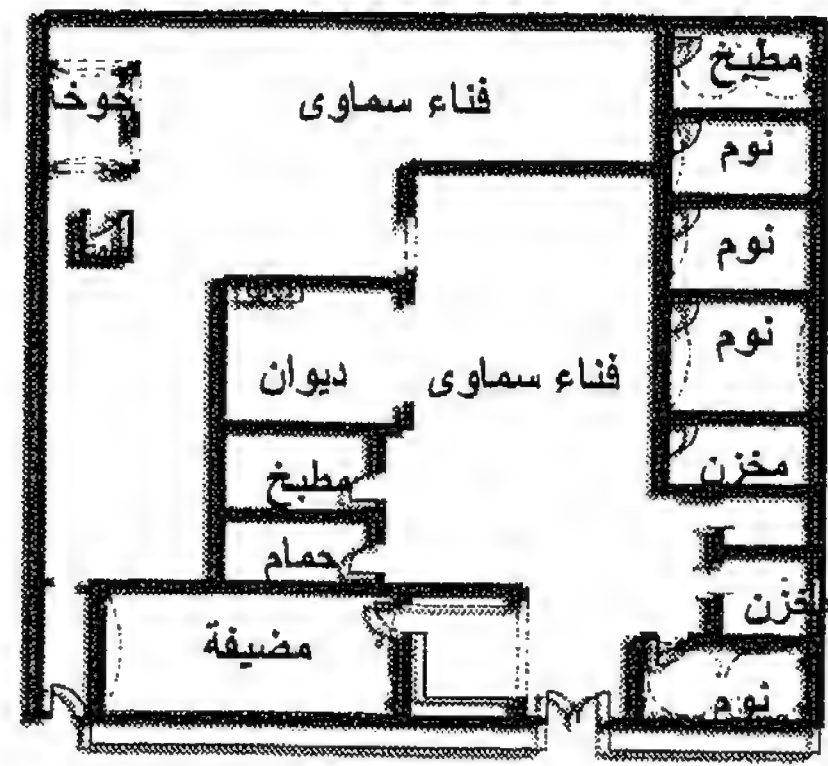 مطبخ
فناء سماوى
خوخة
نوم
نوم
نوم
ديوان
فناء سماوى
مطبخ
مخزن
حمام
مخزن
مضيفة
نوم